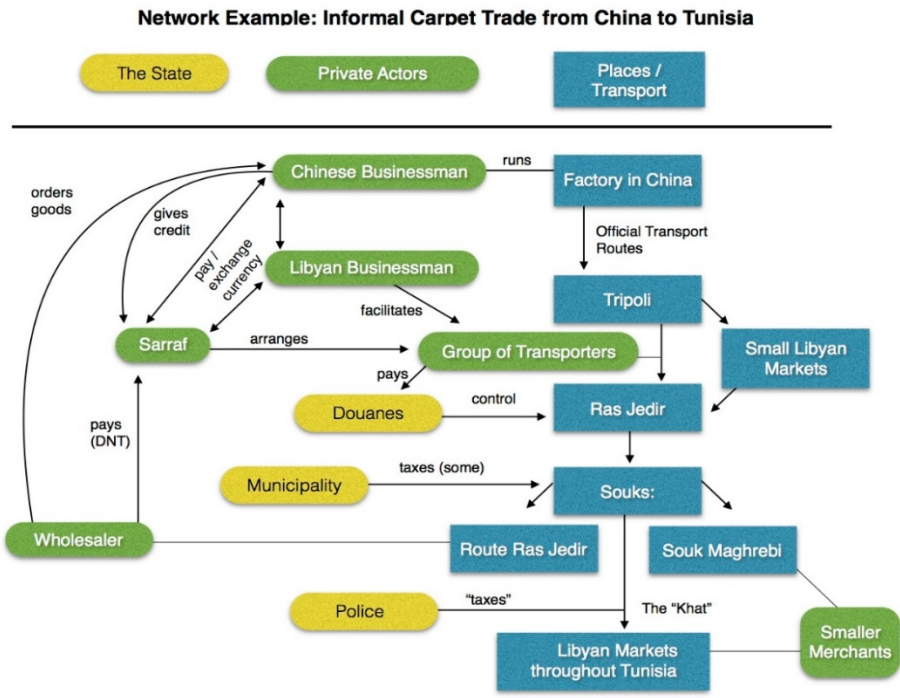 Network Example: Informal Carpet Trade from China to Tunisia
The State
Private Actors
Places /
Transport
orders
goods
gives
credit
pay /
exchange
currency
Chinese Businessman
runs
Factory in China
Official Transport
Routes
Libyan Businessman
facilitates
Tripoli
Sarraf
arranges
Group of Transporters
Small Libyan
Markets
pays
Douanes
control
Ras Jedir
pays
(DNT)
Municipality
taxes (some)
Souks:
Wholesaler
Route Ras Jedir
Souk Maghrebi
Police
“taxes”
The “Khat”
Libyan Markets
throughout Tunisia
Smaller
Merchants